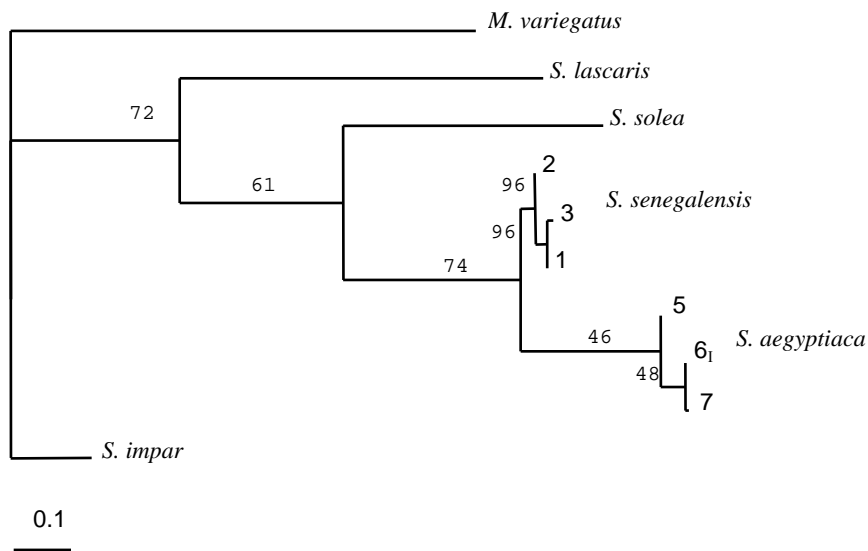 M. variegatus
S. lascaris
72
S. solea
2
96
61
S. senegalensis
3
96
1
74
5
46
S. aegyptiaca
6I
48
7
S. impar
0.1